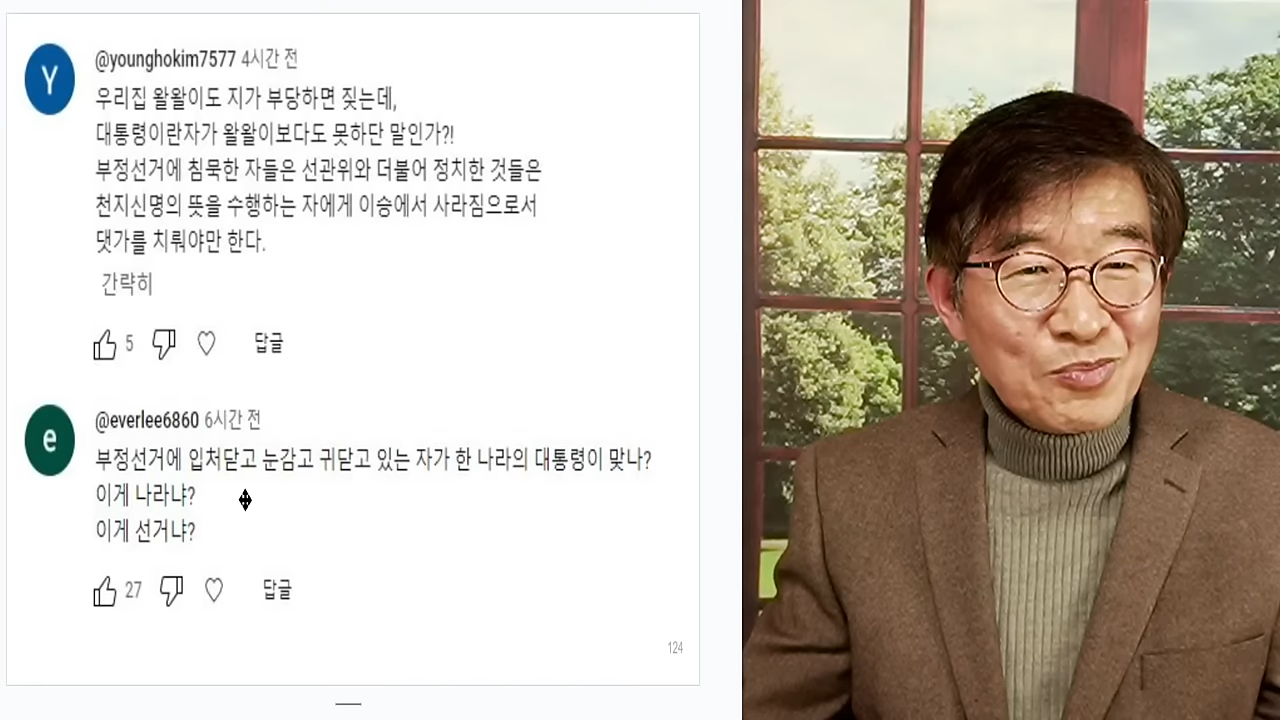 Y
@younghokim7577 4시간 전
우리집 왈왈이도 지가 부당하면 짖는데,
대통령이란자가 왈왈이보다도 못하단 말인가?!
부정선거에 침묵한 자들은 선관위와 더불어 정치한 것들은
천지신명의 뜻을 수행하는 자에게 이승에서 사라짐으로서
댓가를 치뤄야만 한다.
간략히
5 답글
e
@everlee6860 6시간 전
부정선거에 입처닫고 눈감고 귀닫고 있는 자가 한 나라의 대통령이 맞나?
이게 나라냐?
이게 선거냐?
27 답글
124